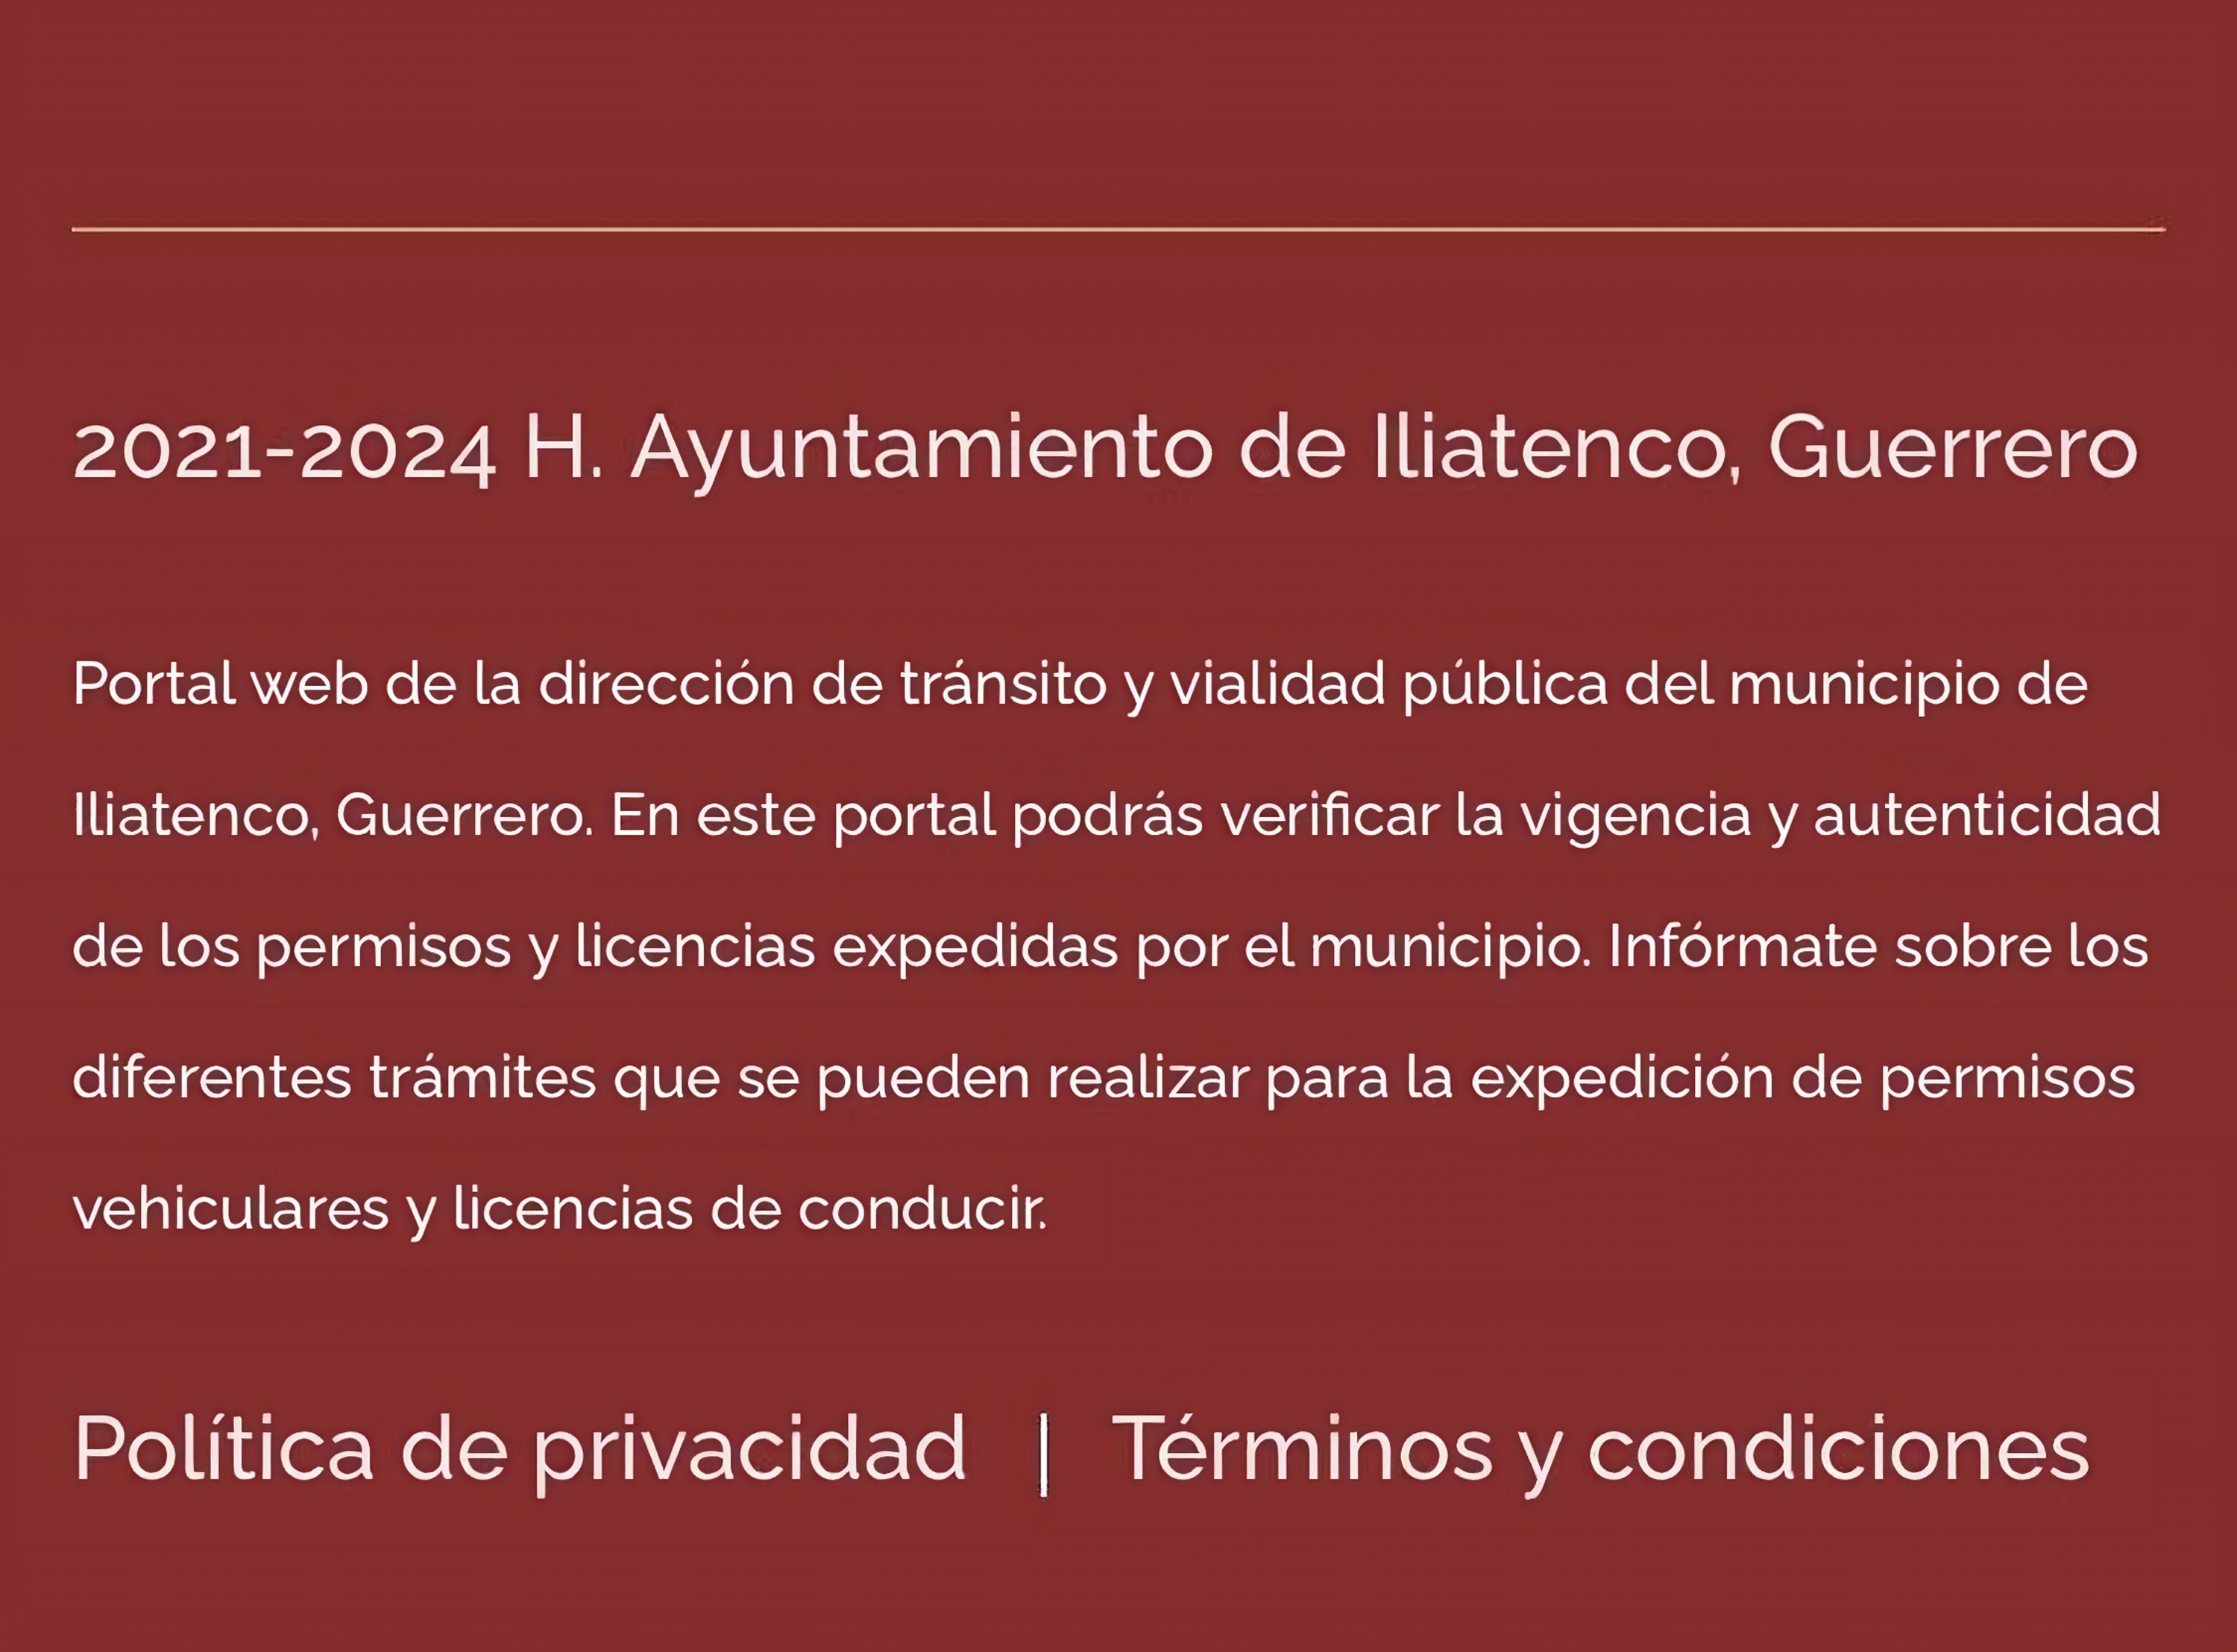 2021-2024 H. Ayuntamiento de Iliatenco, Guerrero
Portal web de la dirección de tránsito y vialidad pública del municipio de
Iliatenco, Guerrero. En este portal podrás verificar la vigencia y autenticidad
de los permisos y licencias expedidas por el municipio. Infórmate sobre los
diferentes trámites que se pueden realizar para la expedición de permisos
vehiculares y licencias de conducir.
Política de privacidad | Términos y condiciones